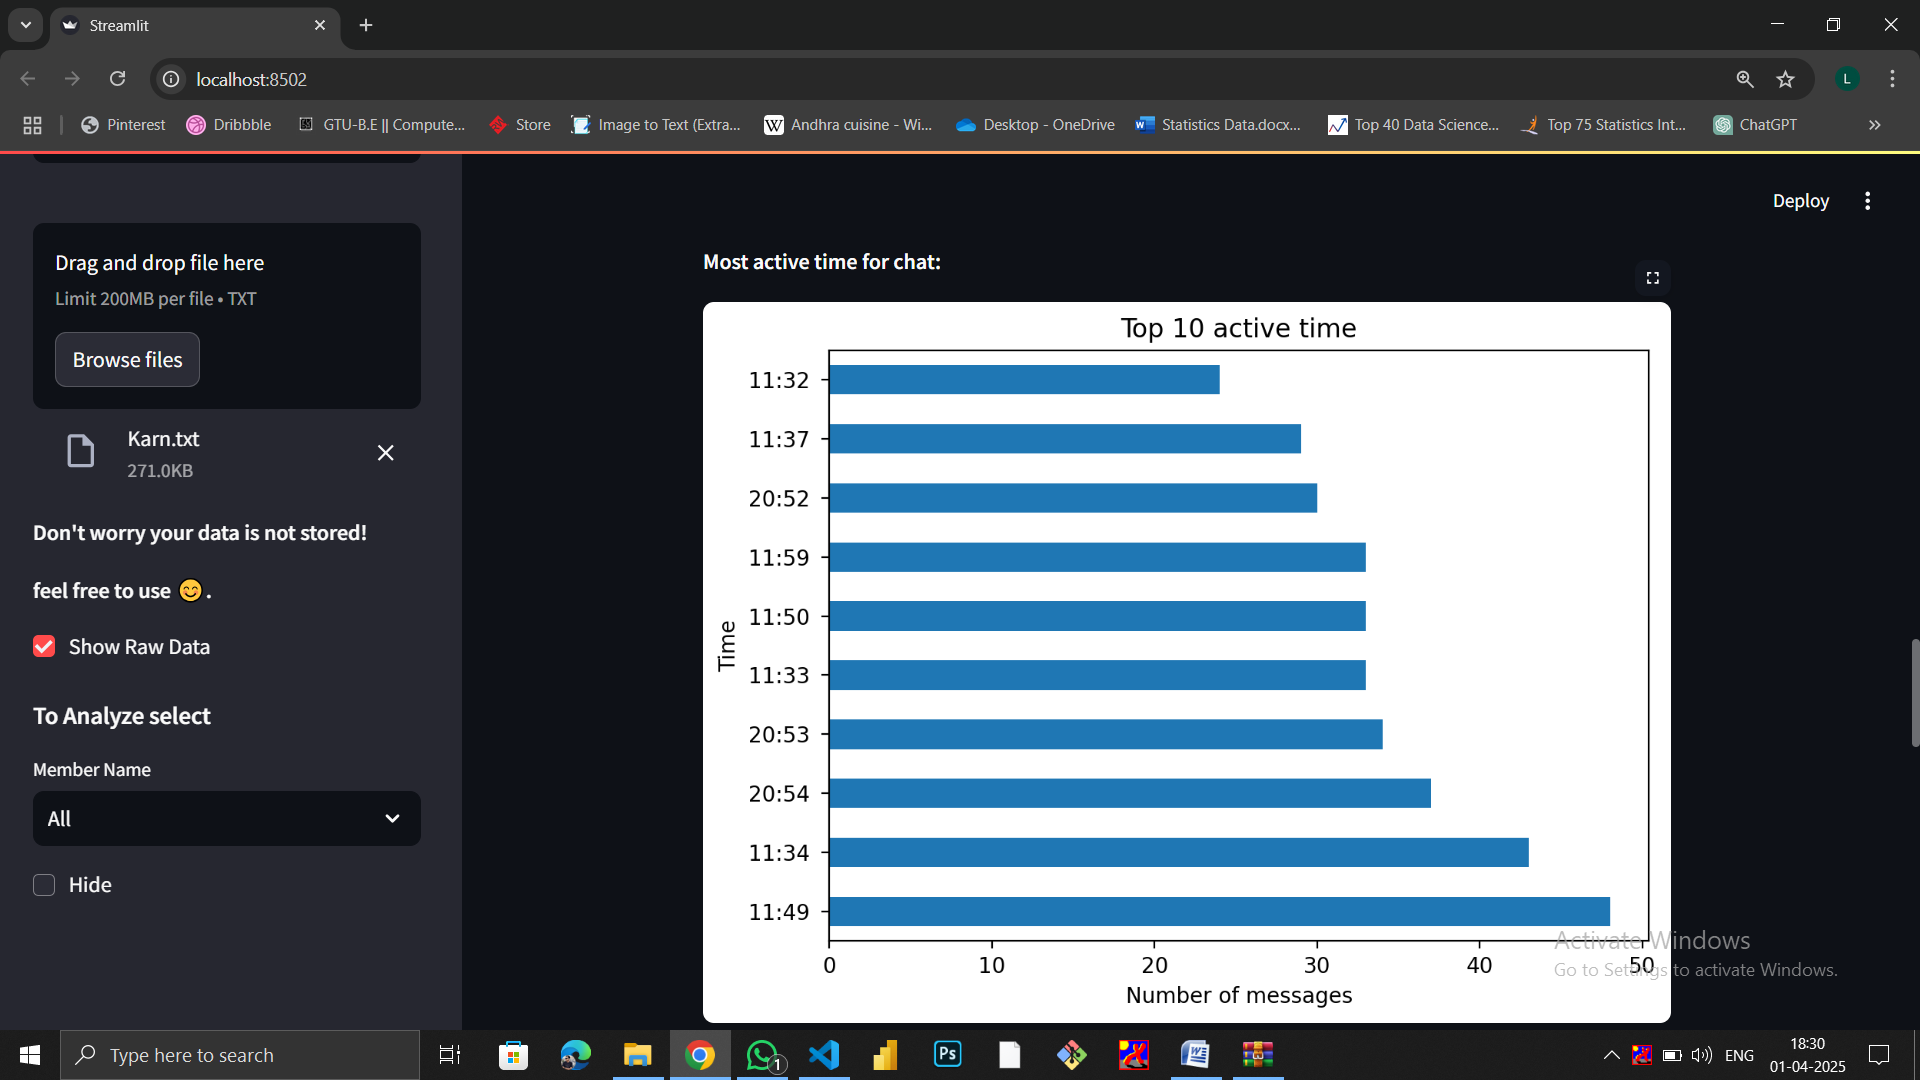 Streamlit
localhost:8502
L
Pinterest
Dribbble
GTU-B.E || Compute...
Store
Image to Text (Extra...
W Andhra cuisine - Wi...
Desktop - OneDrive
Statistics Data.docx...
Top 40 Data Science...
Top 75 Statistics Int...
ChatGPT
»
Deploy
Drag and drop file here
Limit 200MB per file • TXT
Browse files
Karn.txt
271.0KB
Don't worry your data is not stored!
feel free to use 😊 .
Show Raw Data
To Analyze select
Member Name
All
Hide
Most active time for chat:
Top 10 active time
Time
11:32
11:37
20:52
11:59
11:50
11:33
20:53
20:54
11:34
11:49
0 10 20 30 40 50
Number of messages
Activate Windows
Go to Settings to activate Windows.
Type here to search
1
Ps
ENG
18:30
01-04-2025